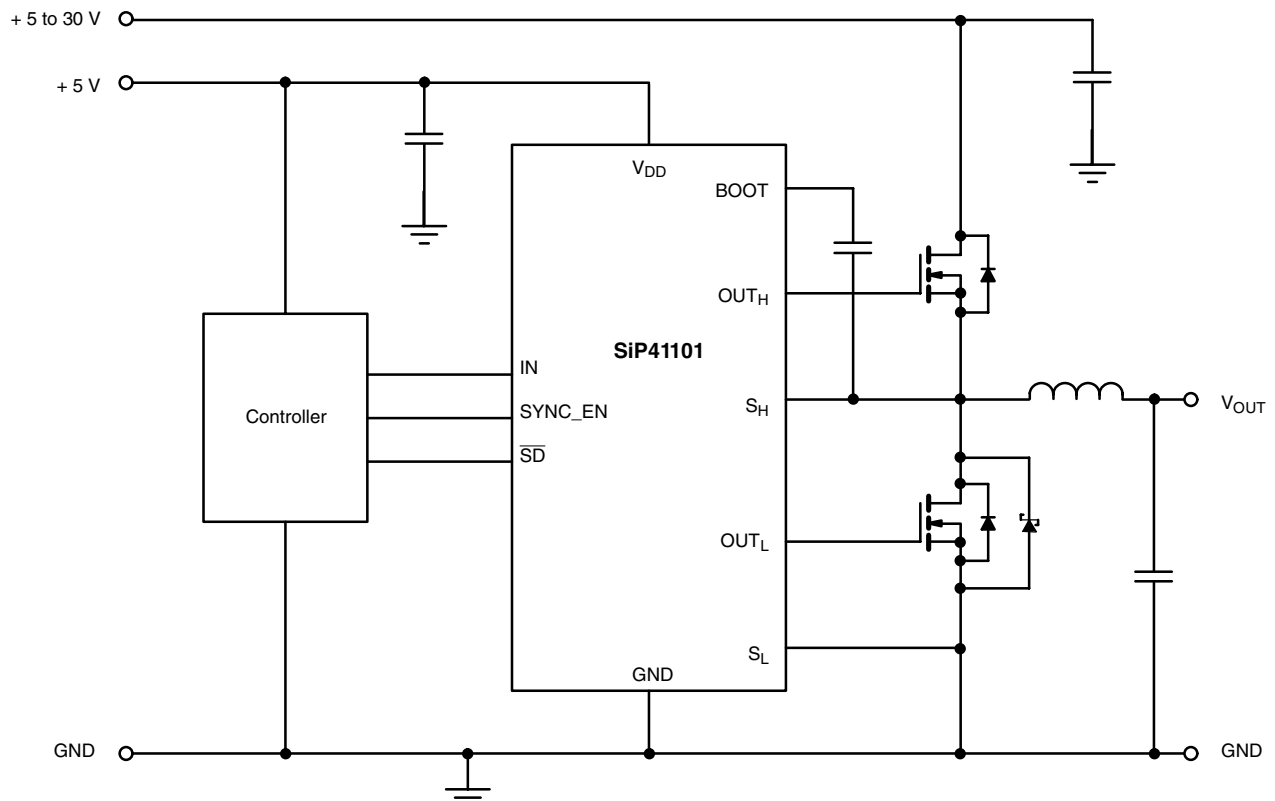 + 5 to 30 V
+ 5 V
VDD
BOOT
OUTH
SiP41101
IN
SYNC_EN
SD
Controller
SH
VOUT
OUTL
SL
GND
GND
GND